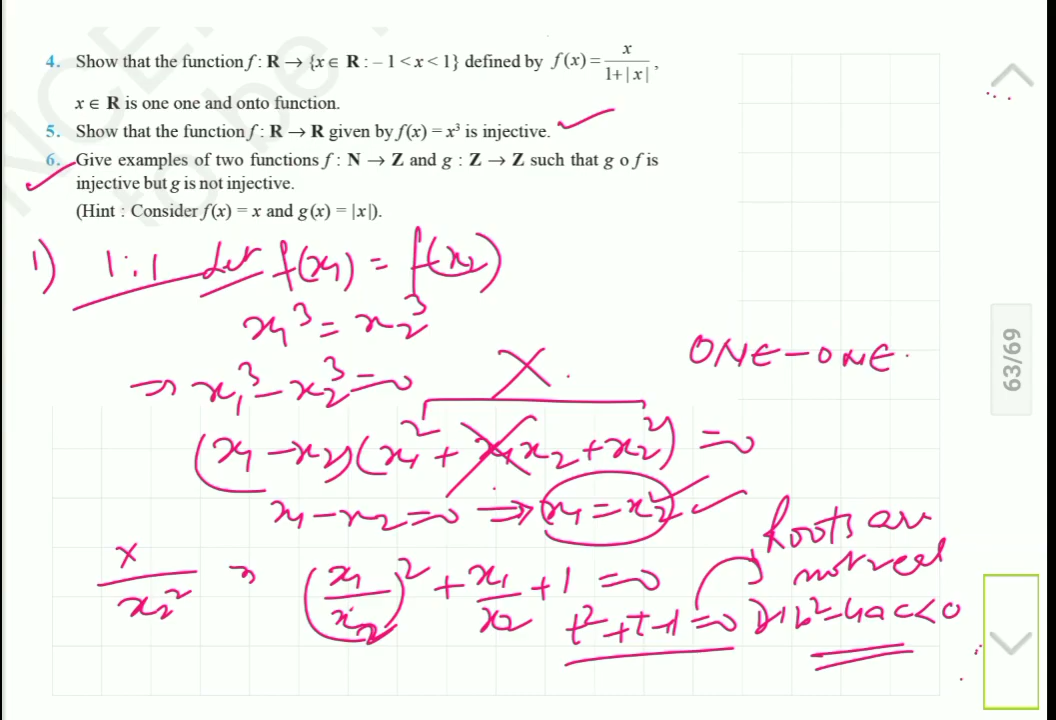 4. Show that the function f : R → {x ∈ R : – 1 < x < 1} defined by f(x) = x/(1+|x|),
x ∈ R is one one and onto function.
5. Show that the function f : R → R given by f(x) = x³ is injective.
6. Give examples of two functions f : N → Z and g : Z → Z such that g o f is
injective but g is not injective.
(Hint : Consider f(x) = x and g(x) = |x|).
1) 1:1 Let f(x₁) = f(x₂)
x₁³ = x₂³
ONE-ONE.
⇒ x₁³ - x₂³ = 0
X.
(x₁ - x₂)(x₁² + x₁x₂ + x₂²) = 0
x₁ - x₂ = 0 ⇒ x₁ = x₂
Roots are
not real
x/x₂² ⇒ (x₁/x₂)² + x₁/x₂ + 1 = 0
t² + t + 1 = 0 D = b² - 4ac < 0
63/69